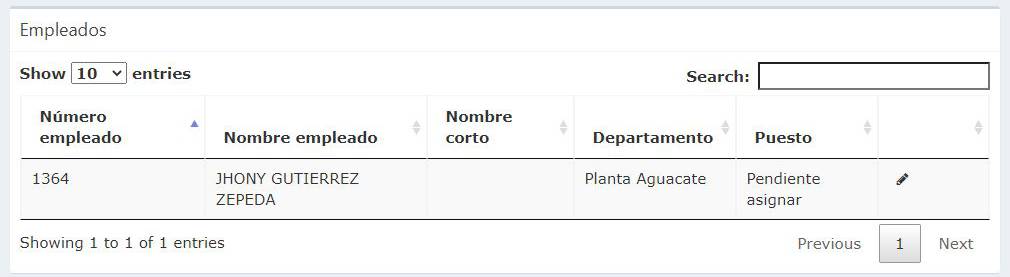 Empleados
Show 10 entries
Search:
Número empleado
Nombre empleado
Nombre corto
Departamento
Puesto
1364
JHONY GUTIERREZ ZEPEDA
Planta Aguacate
Pendiente asignar
Showing 1 to 1 of 1 entries
Previous 1 Next